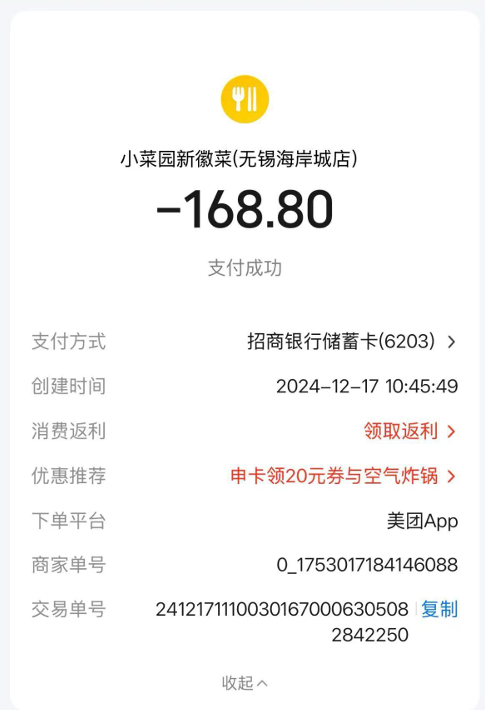 小菜园新徽菜(无锡海岸城店)
-168.80
支付成功
支付方式 招商银行储蓄卡(6203) >
创建时间 2024-12-17 10:45:49
消费返利 领取返利 >
优惠推荐 申卡领20元券与空气炸锅 >
下单平台 美团App
商家单号 0_1753017184146088
交易单号 2412171110030167000630508 复制
2842250
收起